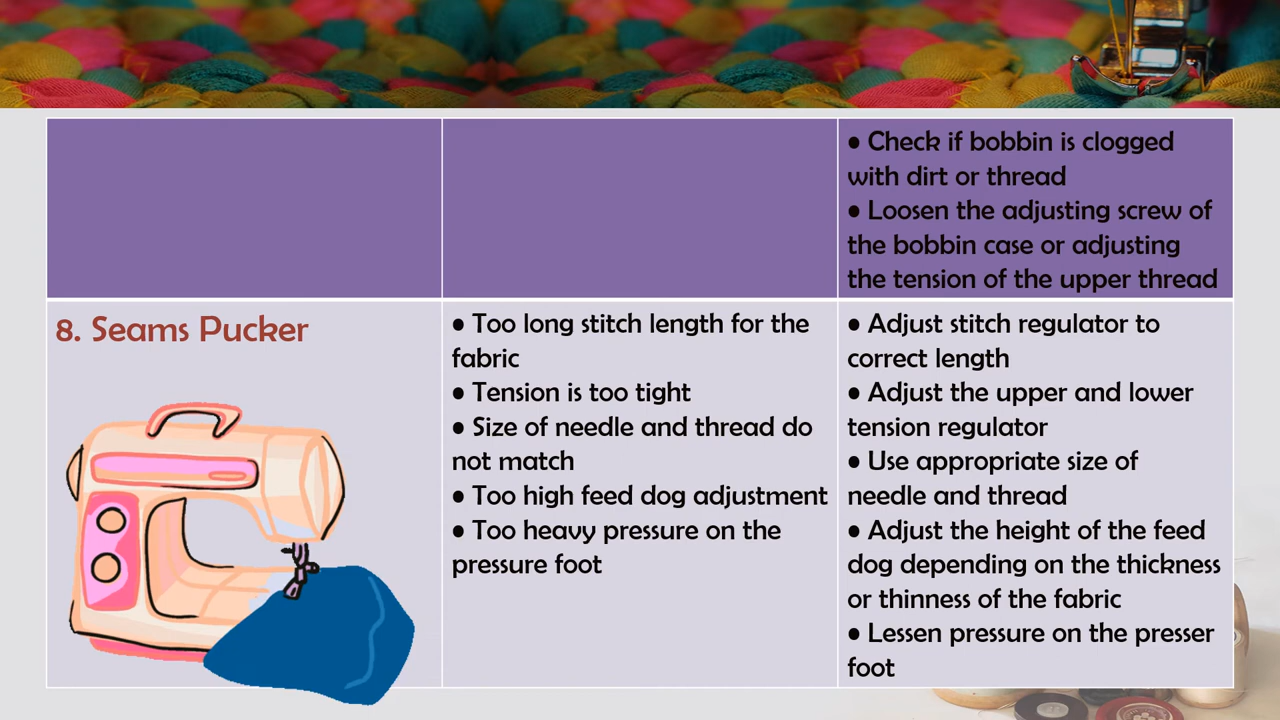 ● Check if bobbin is clogged
with dirt or thread
● Loosen the adjusting screw of
the bobbin case or adjusting
the tension of the upper thread
8. Seams Pucker
● Too long stitch length for the
fabric
● Tension is too tight
● Size of needle and thread do
not match
● Too high feed dog adjustment
● Too heavy pressure on the
pressure foot
● Adjust stitch regulator to
correct length
● Adjust the upper and lower
tension regulator
● Use appropriate size of
needle and thread
● Adjust the height of the feed
dog depending on the thickness
or thinness of the fabric
● Lessen pressure on the presser
foot